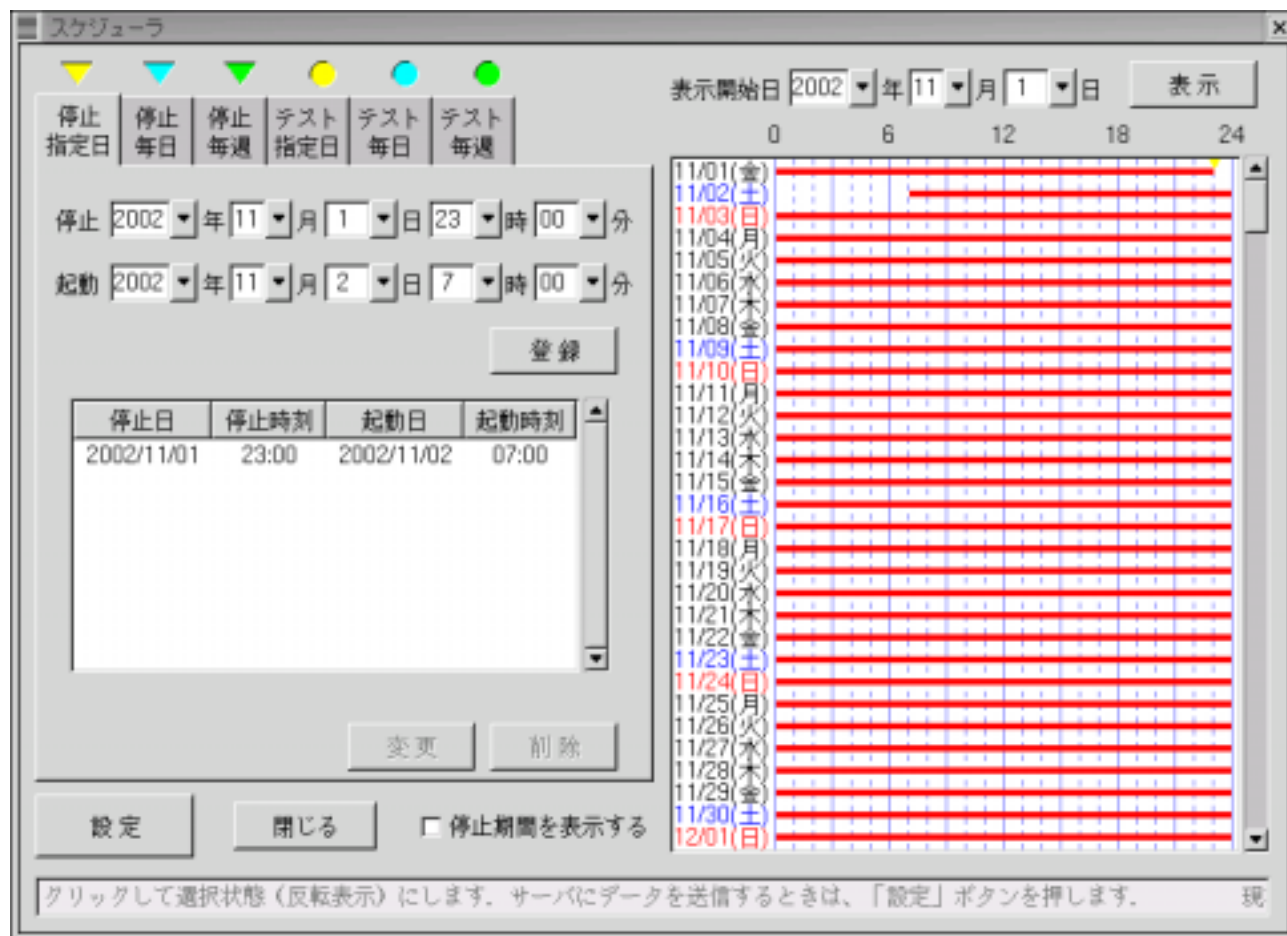 スケジューラ
停止指定日 停止毎日 停止毎週 テスト指定日 テスト毎日 テスト毎週
停止 2002 年 11 月 1 日 23 時 00 分
起動 2002 年 11 月 2 日 7 時 00 分
登録
停止日 停止時刻 起動日 起動時刻
2002/11/01 23:00 2002/11/02 07:00
変更 削除
設定 閉じる 停止期間を表示する
表示開始日 2002 年 11 月 1 日 表示
0 6 12 18 24
11/01(金)
11/02(土)
11/03(日)
11/04(月)
11/05(火)
11/06(水)
11/07(木)
11/08(金)
11/09(土)
11/10(日)
11/11(月)
11/12(火)
11/13(水)
11/14(木)
11/15(金)
11/16(土)
11/17(日)
11/18(月)
11/19(火)
11/20(水)
11/21(木)
11/22(金)
11/23(土)
11/24(日)
11/25(月)
11/26(火)
11/27(水)
11/28(木)
11/29(金)
11/30(土)
12/01(日)
クリックして選択状態（反転表示）にします．サーバにデータを送信するときは、「設定」ボタンを押します． 現